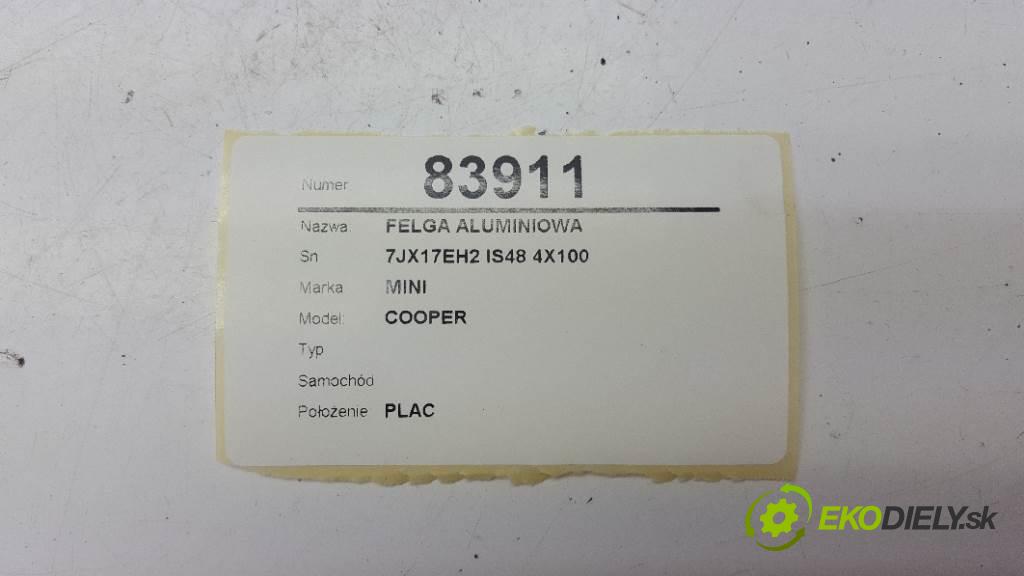 Numer 83911
Nazwa FELGA ALUMINIOWA
Sn 7JX17EH2 IS48 4X100
Marka MINI
Model: COOPER
Typ
Samochód
Położenie PLAC
EKODIELY.sk